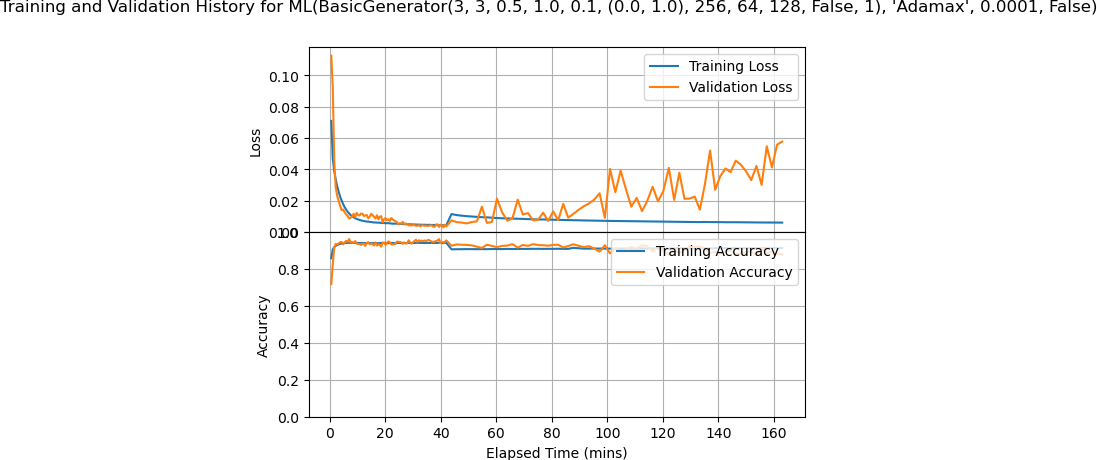 Training and Validation History for ML(BasicGenerator(3, 3, 0.5, 1.0, 0.1, (0.0, 1.0), 256, 64, 128, False, 1), 'Adamax', 0.0001, False)
Training Loss
Validation Loss
0.10
0.08
0.06
0.04
0.02
0.00
Loss
1.0
0.8
0.6
0.4
0.2
0.0
Accuracy
Training Accuracy
Validation Accuracy
0 20 40 60 80 100 120 140 160
Elapsed Time (mins)